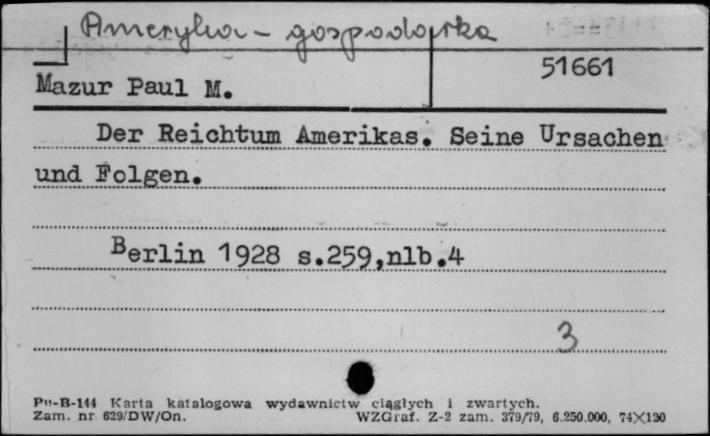 Ameryka - gospodarka
51661
Mazur Paul M.
Der Reichtum Amerikas. Seine Ursachen
und Folgen.
Berlin 1928 s.259,nlb.4
3
Pu-B-144 Karta katalogowa wydawnictw ciągłych i zwartych.
Zam. nr 629/DW/On. WZGraf. Z-2 zam. 379/79, 6.250.000, 74X120